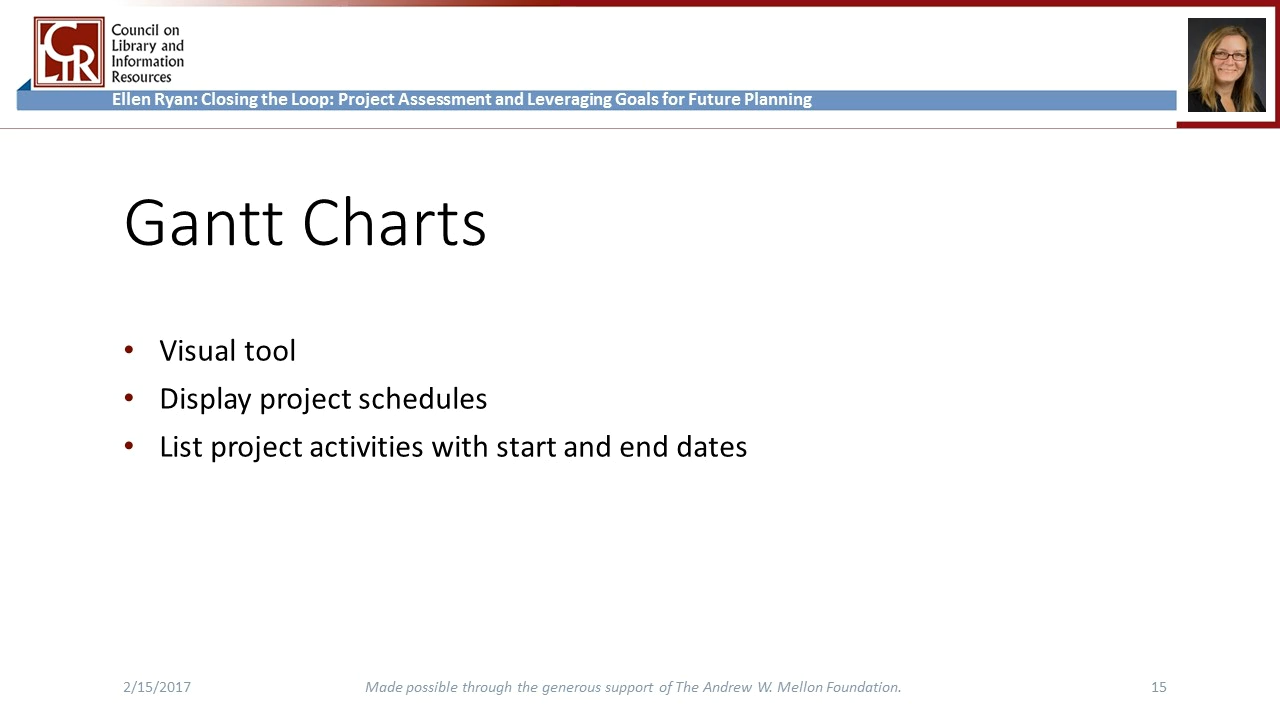 CLIR
Council on
Library and
Information
Resources
Ellen Ryan: Closing the Loop: Project Assessment and Leveraging Goals for Future Planning
Gantt Charts
• Visual tool
• Display project schedules
• List project activities with start and end dates
2/15/2017
Made possible through the generous support of The Andrew W. Mellon Foundation.
15